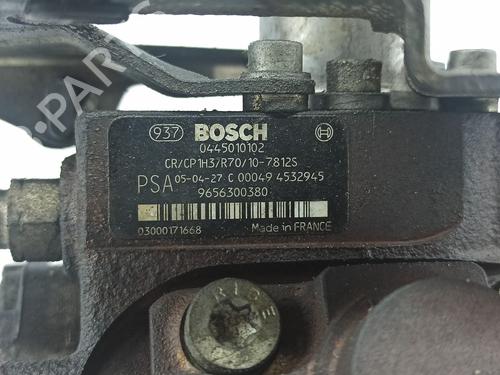 937 BOSCH
0445010102
CR/CP1H3/R70/10-7812S
PSA 05-04-27 C 00049 4532945
9656300380
03000171668 Made in FRANCE